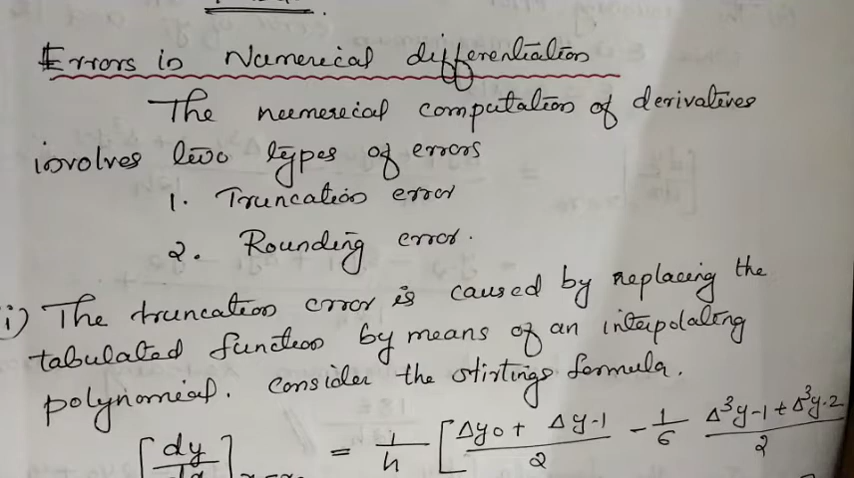 Errors in Numerical differentiation
The numerical computation of derivatives
involves two types of errors
1. Truncation error
2. Rounding error.
i) The truncation error is caused by replacing the
tabulated function by means of an interpolating
polynomial. Consider the stirlings formula.
[dy/dx] = 1/h [Δy0 + Δy-1 / 2 - 1/6 Δ³y-1 + Δ³y-2 / 2